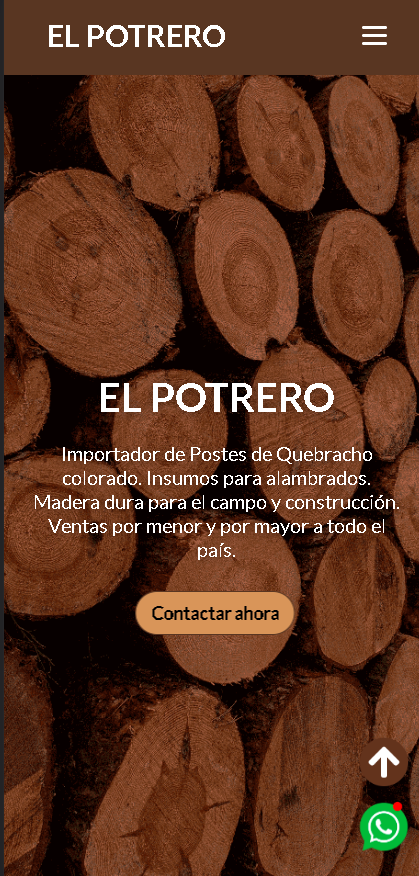 EL POTRERO
EL POTRERO
Importador de Postes de Quebracho
colorado. Insumos para alambrados.
Madera dura para el campo y construcción.
Ventas por menor y por mayor a todo el
país.
Contactar ahora